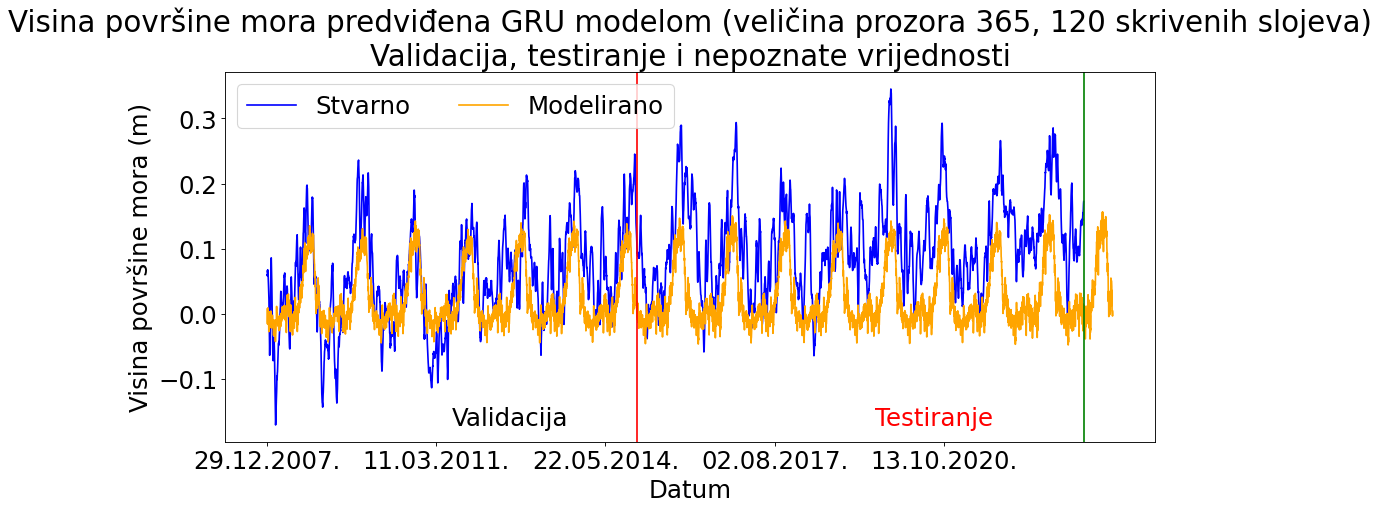 Visina površine mora predviđena GRU modelom (veličina prozora 365, 120 skrivenih slojeva)
Validacija, testiranje i nepoznate vrijednosti
Stvarno
Modelirano
Visina površine mora (m)
0.3
0.2
0.1
0.0
−0.1
Validacija
Testiranje
29.12.2007.
11.03.2011.
22.05.2014.
02.08.2017.
13.10.2020.
Datum